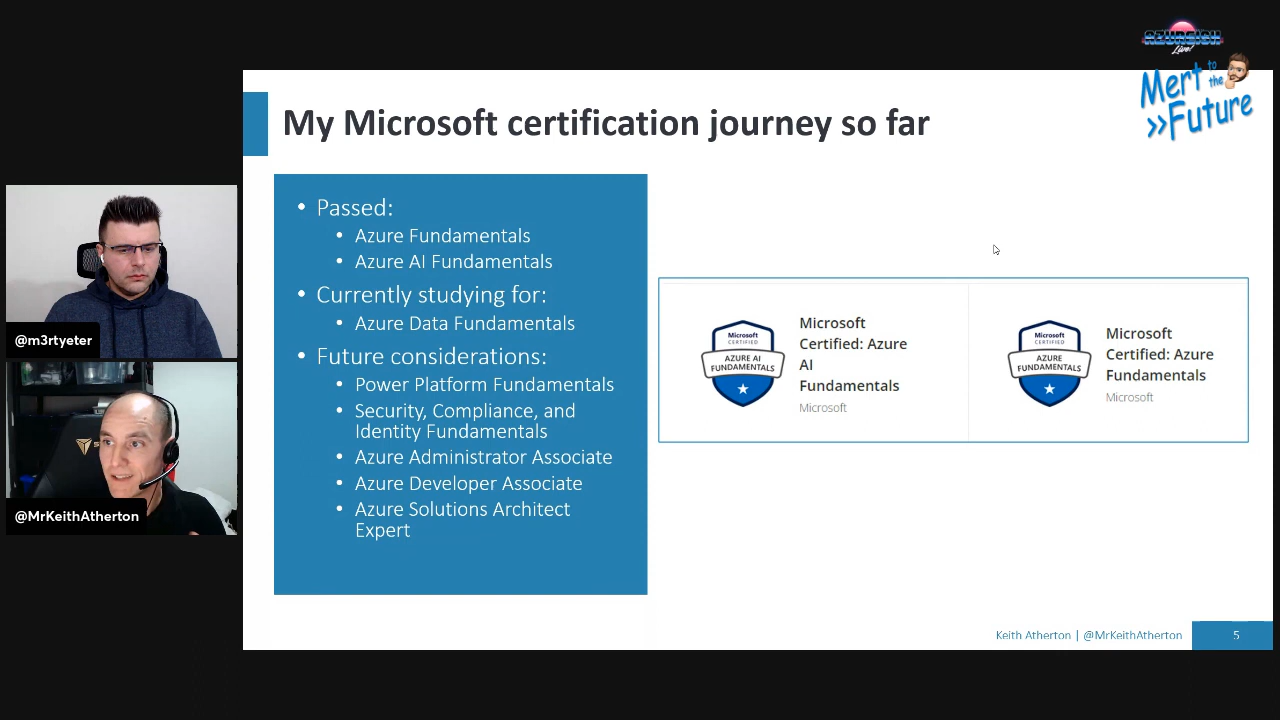 AZUREISH
Live!
Mert
to
the
>>Future
My Microsoft certification journey so far
• Passed:
• Azure Fundamentals
• Azure AI Fundamentals
• Currently studying for:
• Azure Data Fundamentals
• Future considerations:
• Power Platform Fundamentals
• Security, Compliance, and
Identity Fundamentals
• Azure Administrator Associate
• Azure Developer Associate
• Azure Solutions Architect
Expert
Microsoft
CERTIFIED
AZURE AI
FUNDAMENTALS
Microsoft
Certified: Azure
AI
Fundamentals
Microsoft
Microsoft
CERTIFIED
AZURE
FUNDAMENTALS
Microsoft
Certified: Azure
Fundamentals
Microsoft
@m3rtyeter
@MrKeithAtherton
Keith Atherton | @MrKeithAtherton
5